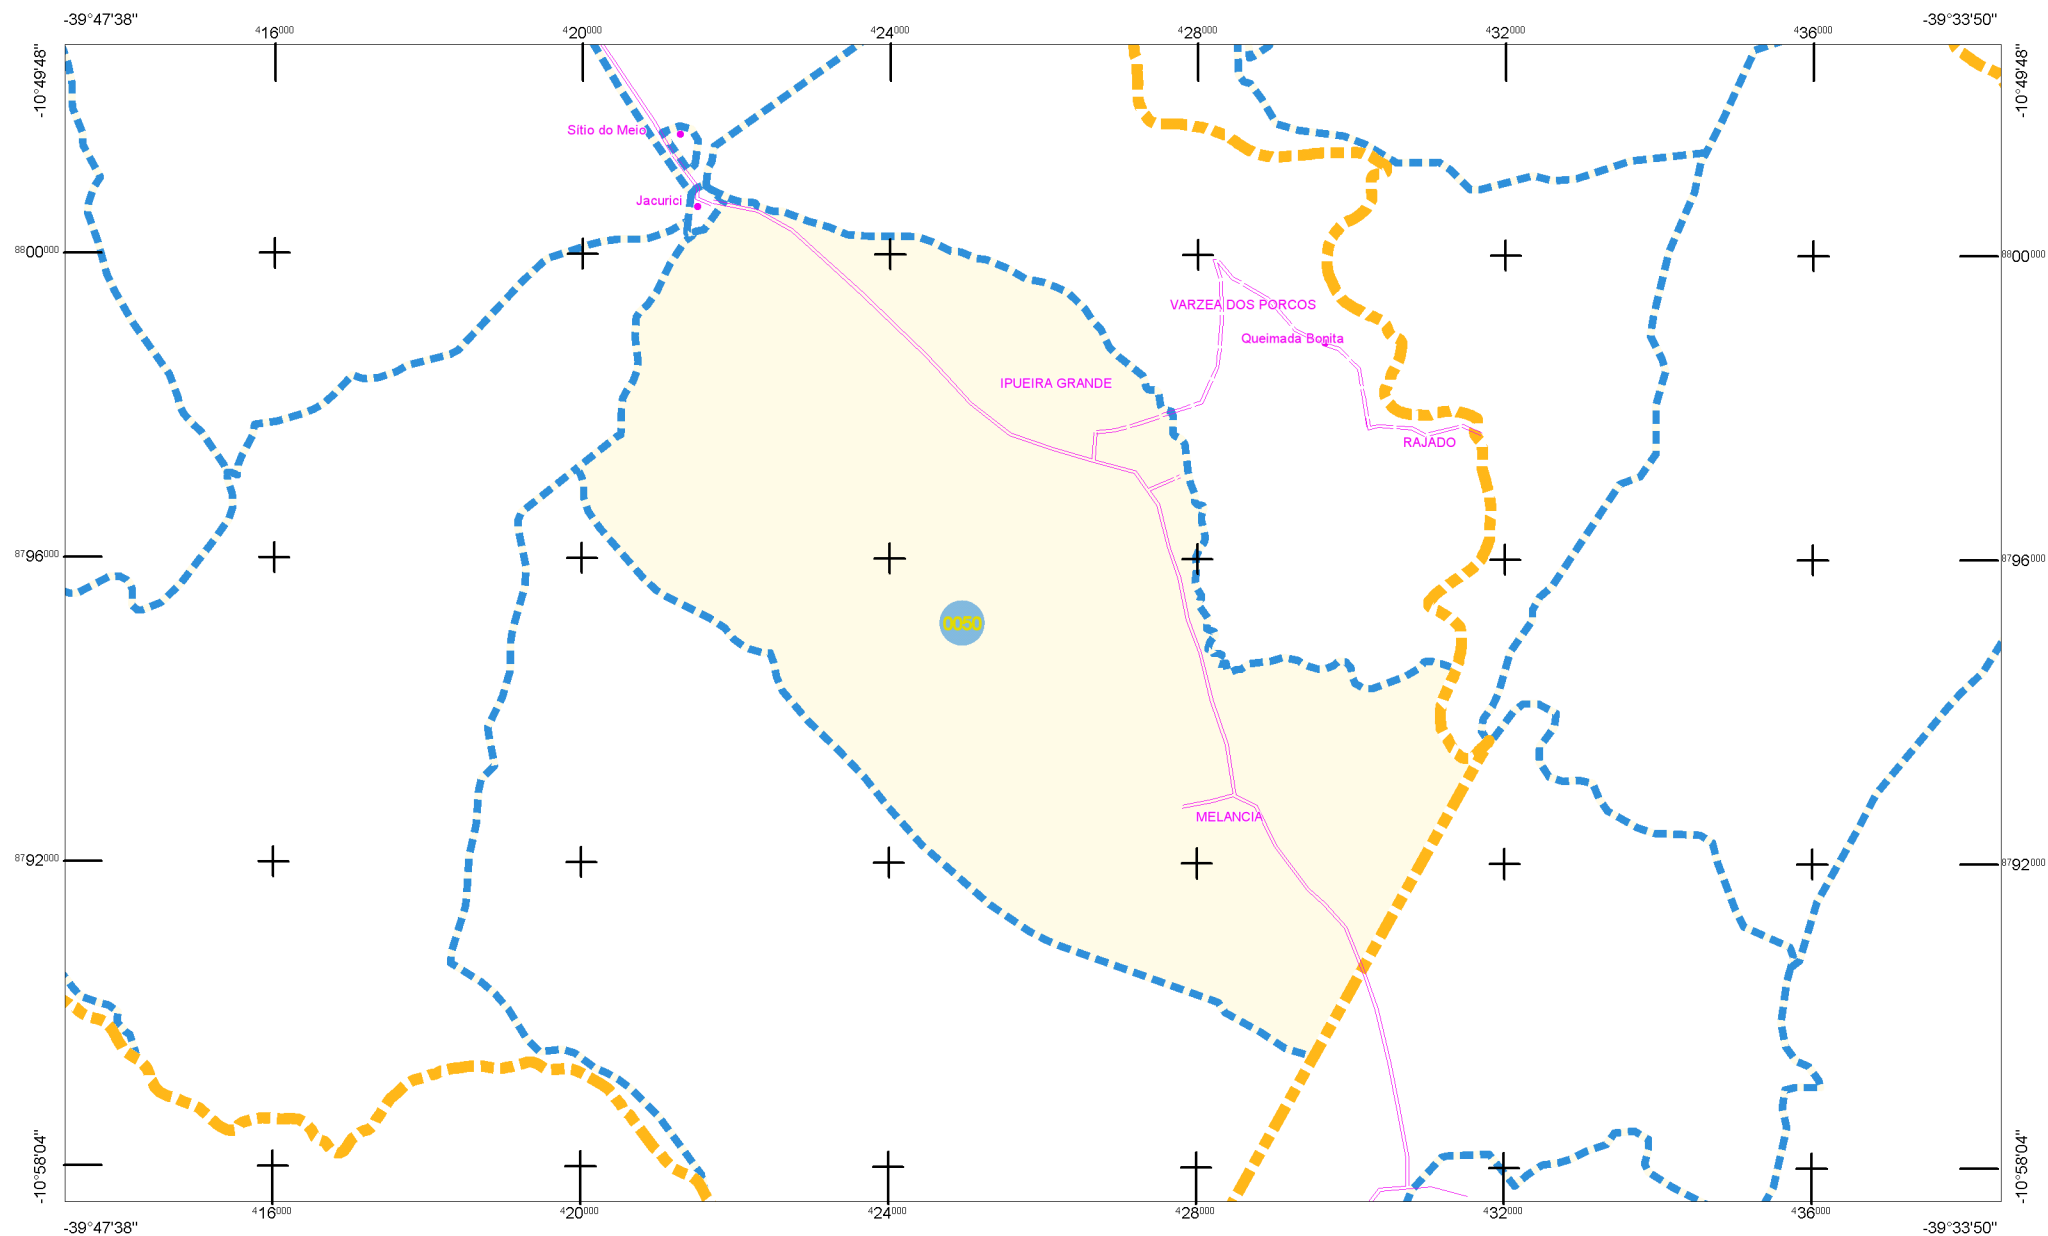 -39°47'38" -39°33'50"
416000 420000 424000 428000 432000 436000
-10°49'48" -10°49'48"
Sitio do Meio
Jacurici
8800000 8800000
VARZEA DOS PORCOS
Queimada Bonita
IPUEIRA GRANDE
RAJADO
8796000 8796000
0050
MELANCIA
8792000 8792000
-10°58'04" -10°58'04"
416000 420000 424000 428000 432000 436000
-39°47'38" -39°33'50"